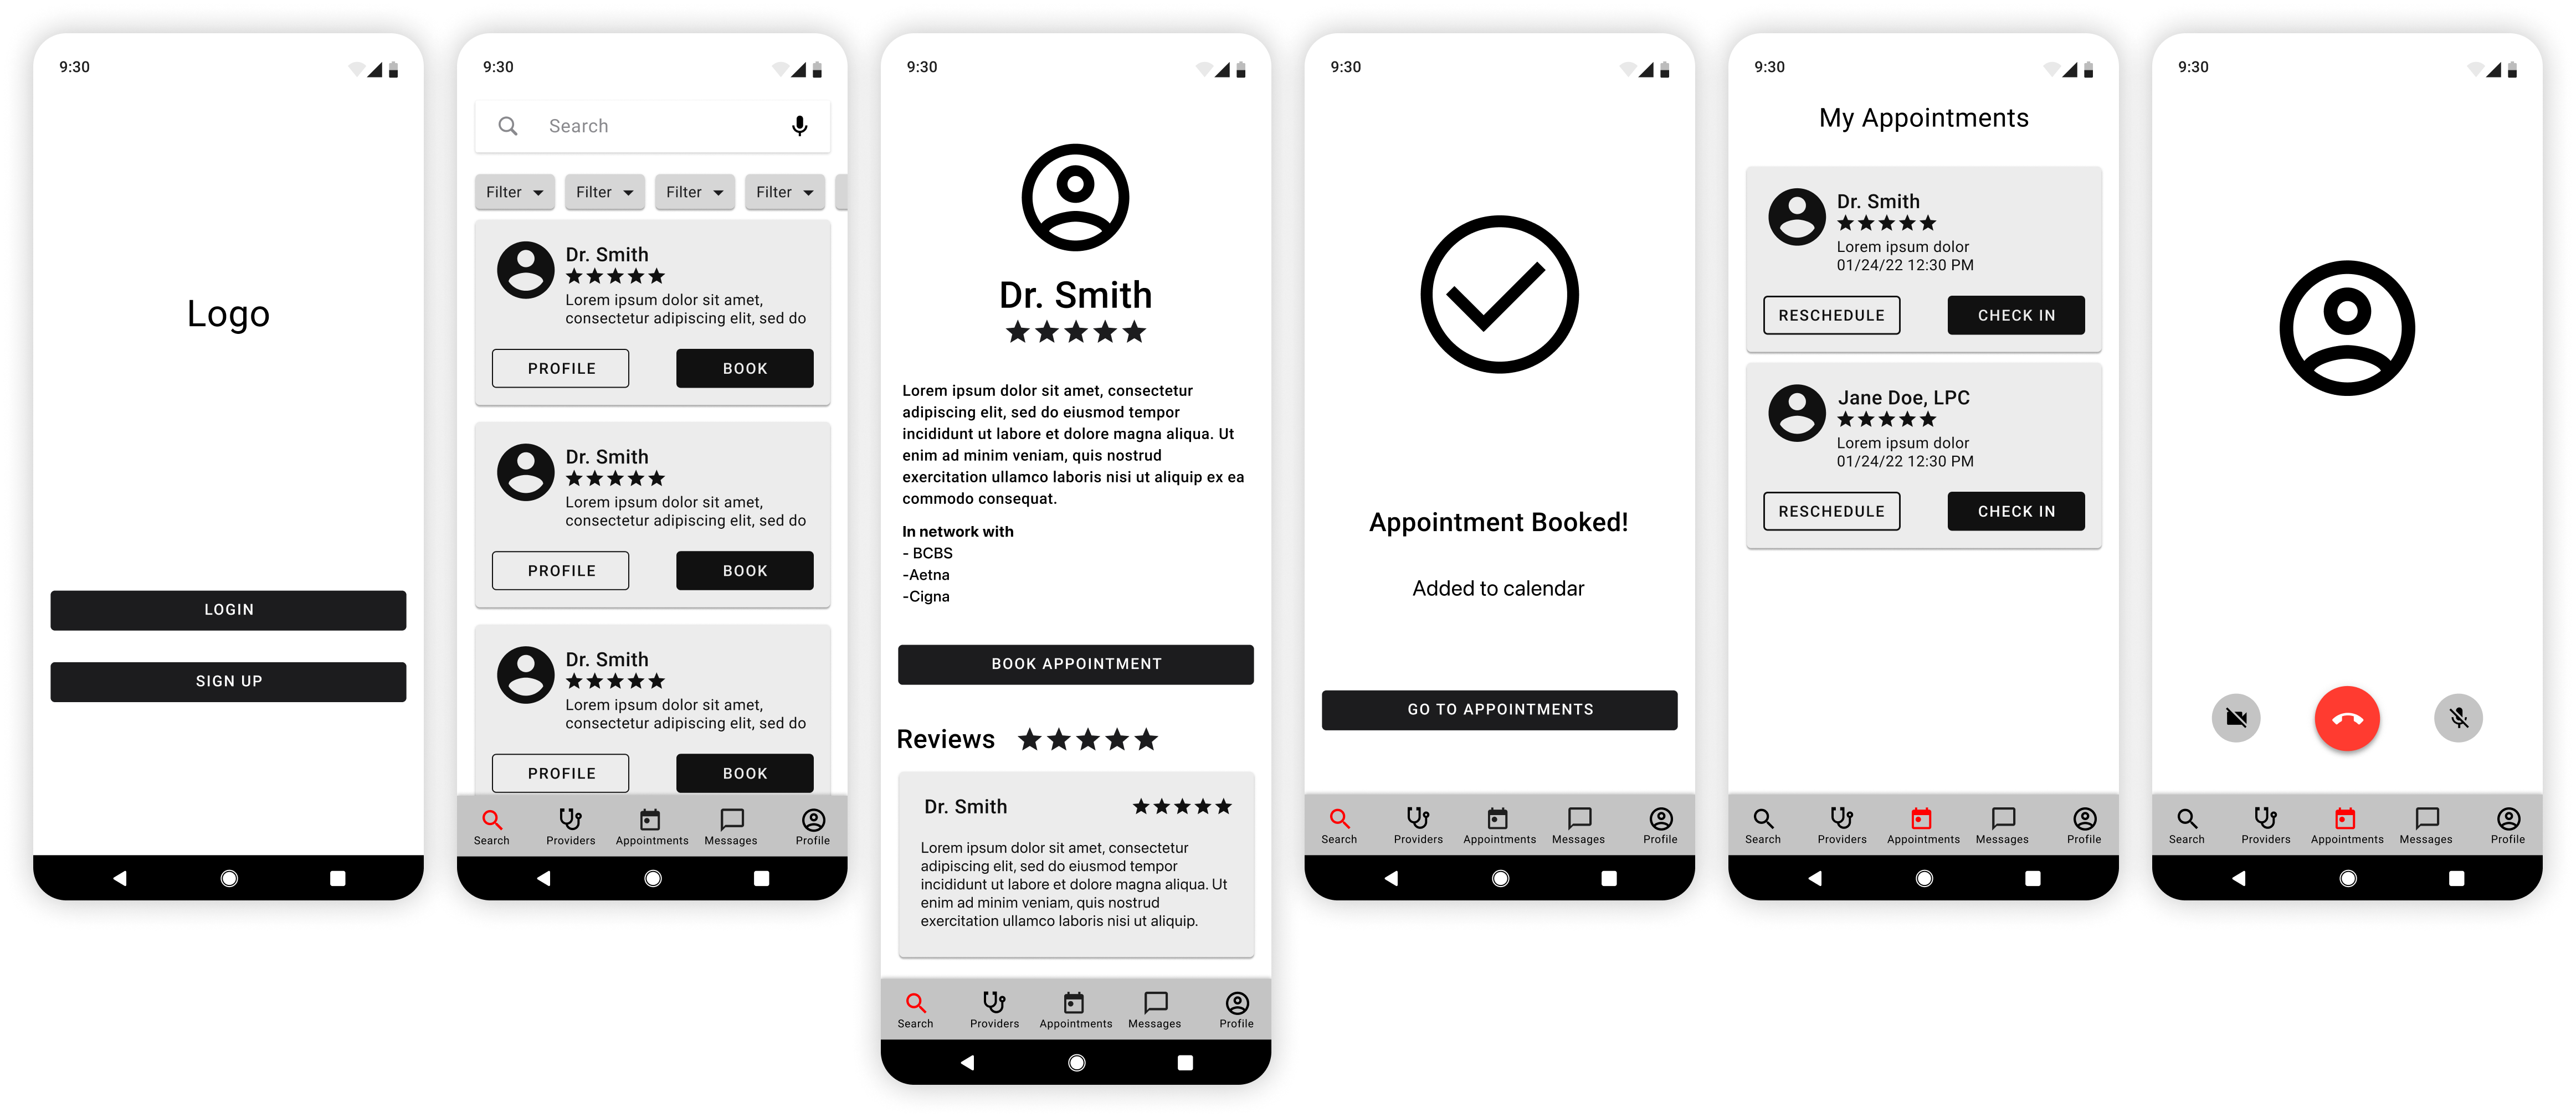 9:30
Logo
LOGIN
SIGN UP
9:30
Search
Filter
Filter
Filter
Filter
Dr. Smith
Lorem ipsum dolor sit amet,
consectetur adipiscing elit, sed do
PROFILE
BOOK
Dr. Smith
Lorem ipsum dolor sit amet,
consectetur adipiscing elit, sed do
PROFILE
BOOK
Dr. Smith
Lorem ipsum dolor sit amet,
consectetur adipiscing elit, sed do
PROFILE
BOOK
Search
Providers
Appointments
Messages
Profile
9:30
Dr. Smith
Lorem ipsum dolor sit amet, consectetur
adipiscing elit, sed do eiusmod tempor
incididunt ut labore et dolore magna aliqua. Ut
enim ad minim veniam, quis nostrud
exercitation ullamco laboris nisi ut aliquip ex ea
commodo consequat.
In network with
- BCBS
-Aetna
-Cigna
BOOK APPOINTMENT
Reviews
Dr. Smith
Lorem ipsum dolor sit amet, consectetur
adipiscing elit, sed do eiusmod tempor
incididunt ut labore et dolore magna aliqua. Ut
enim ad minim veniam, quis nostrud
exercitation ullamco laboris nisi ut aliquip.
Search
Providers
Appointments
Messages
Profile
9:30
Appointment Booked!
Added to calendar
GO TO APPOINTMENTS
Search
Providers
Appointments
Messages
Profile
9:30
My Appointments
Dr. Smith
Lorem ipsum dolor
01/24/22 12:30 PM
RESCHEDULE
CHECK IN
Jane Doe, LPC
Lorem ipsum dolor
01/24/22 12:30 PM
RESCHEDULE
CHECK IN
Search
Providers
Appointments
Messages
Profile
9:30
Search
Providers
Appointments
Messages
Profile